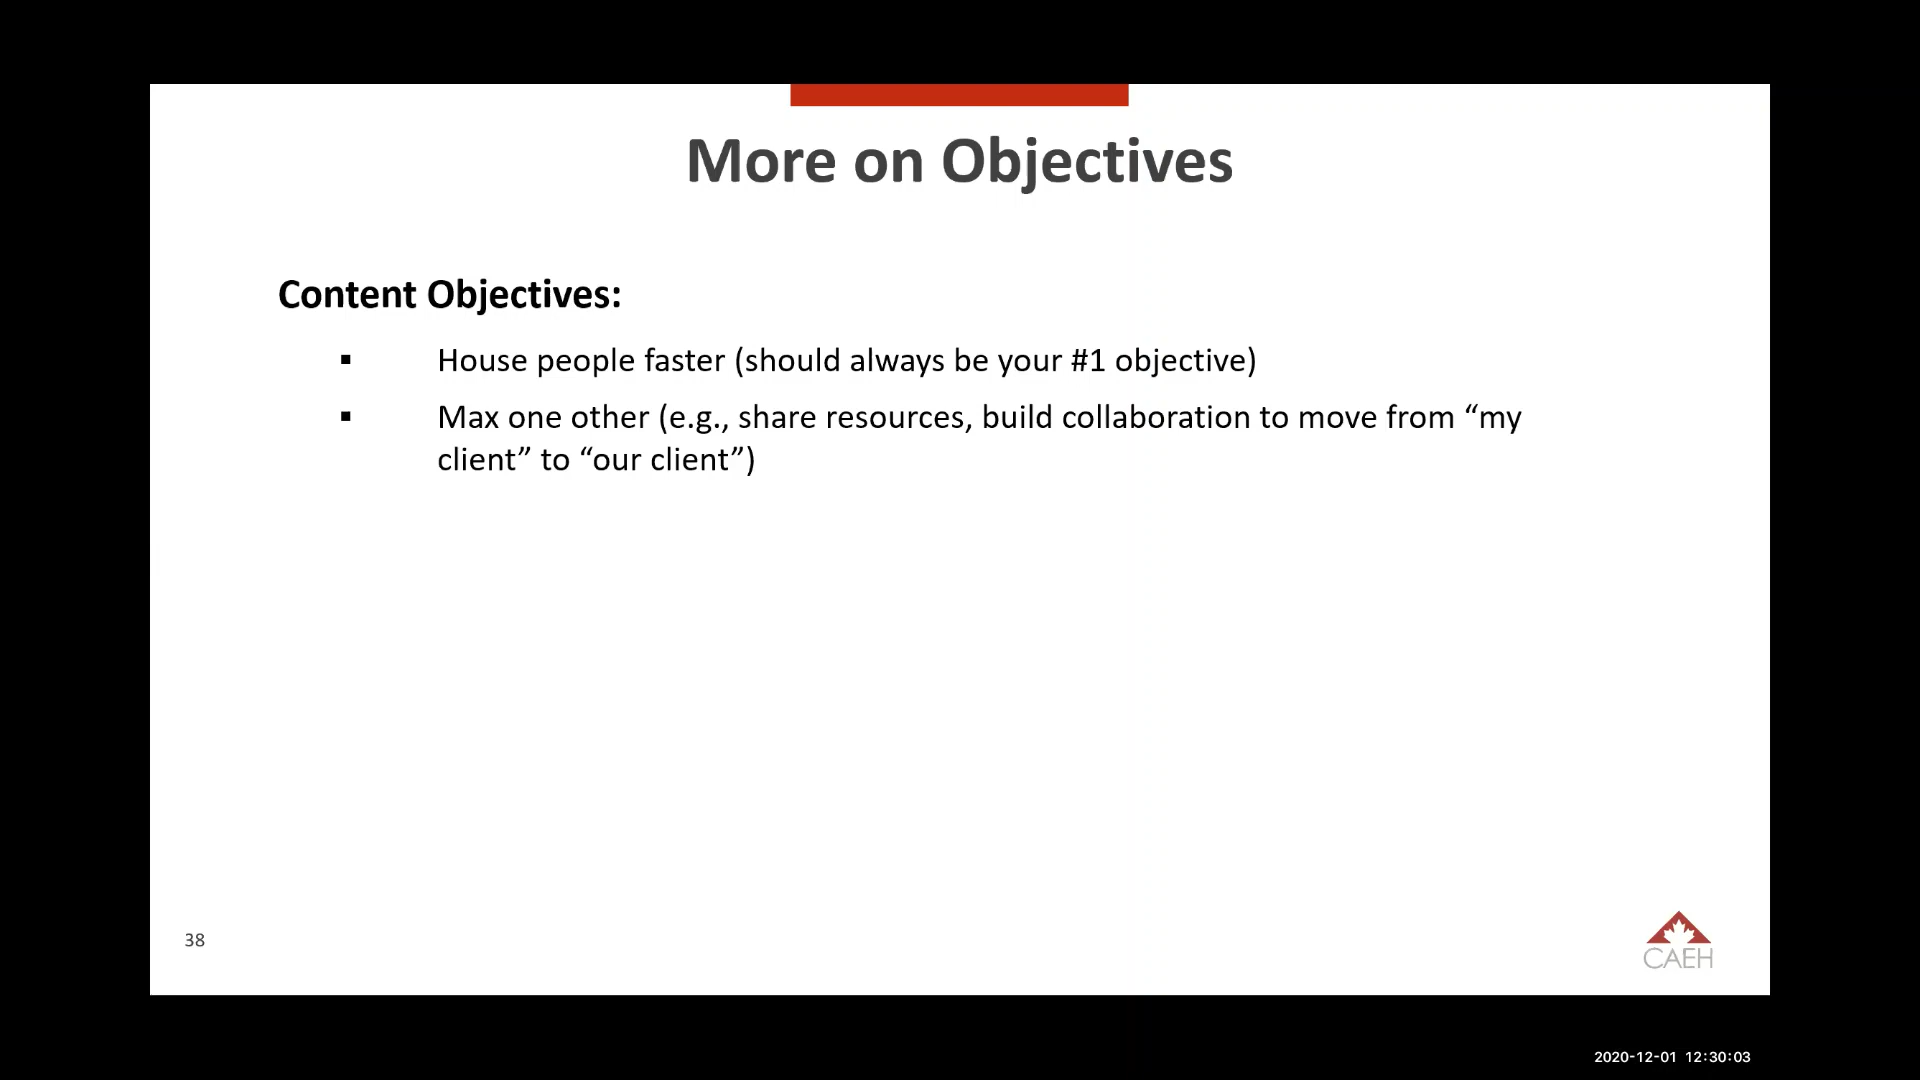 More on Objectives
Content Objectives:
▪ House people faster (should always be your #1 objective)
▪ Max one other (e.g., share resources, build collaboration to move from “my
client” to “our client”)
38
CAEH
2020-12-01 12:30:03